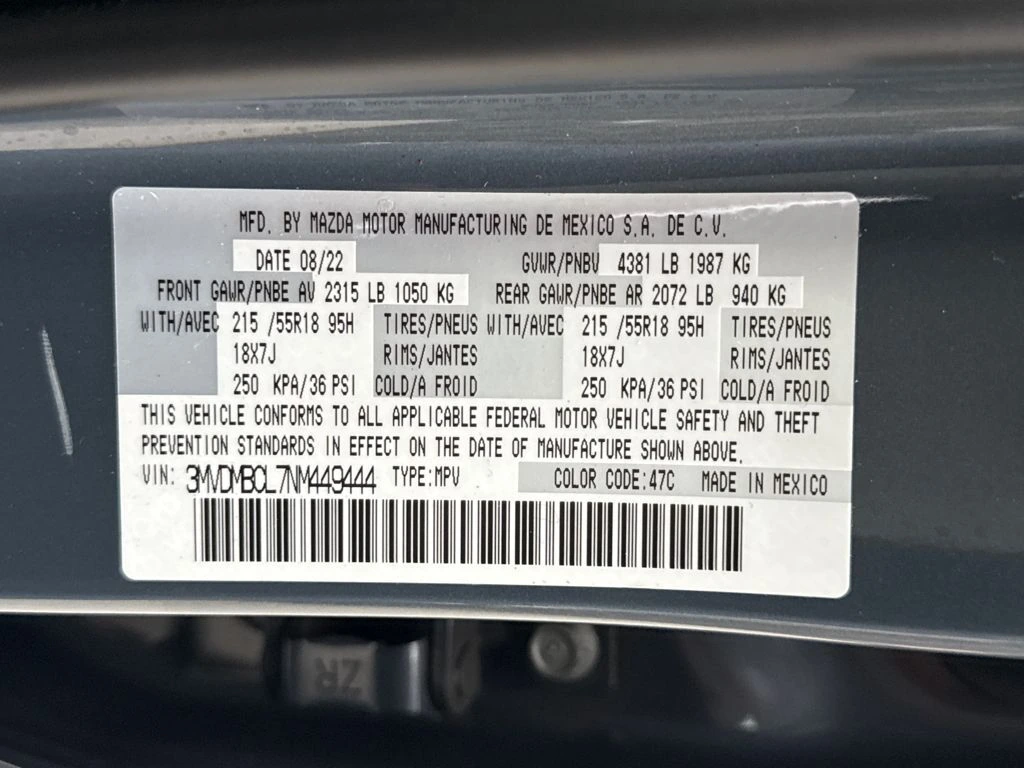 MFD. BY MAZDA MOTOR MANUFACTURING DE MEXICO S.A. DE C.V.
DATE 08/22 GVWR/PNBV 4381 LB 1987 KG
FRONT GAWR/PNBE AV 2315 LB 1050 KG REAR GAWR/PNBE AR 2072 LB 940 KG
WITH/AVEC 215 /55R18 95H TIRES/PNEUS WITH/AVEC 215 /55R18 95H TIRES/PNEUS
18X7J RIMS/JANTES 18X7J RIMS/JANTES
250 KPA/36 PSI COLD/A FROID 250 KPA/36 PSI COLD/A FROID
THIS VEHICLE CONFORMS TO ALL APPLICABLE FEDERAL MOTOR VEHICLE SAFETY AND THEFT
PREVENTION STANDARDS IN EFFECT ON THE DATE OF MANUFACTURE SHOWN ABOVE.
VIN: 3MVDMBCL7NM449444 TYPE:MPV COLOR CODE:47C MADE IN MEXICO
ZR